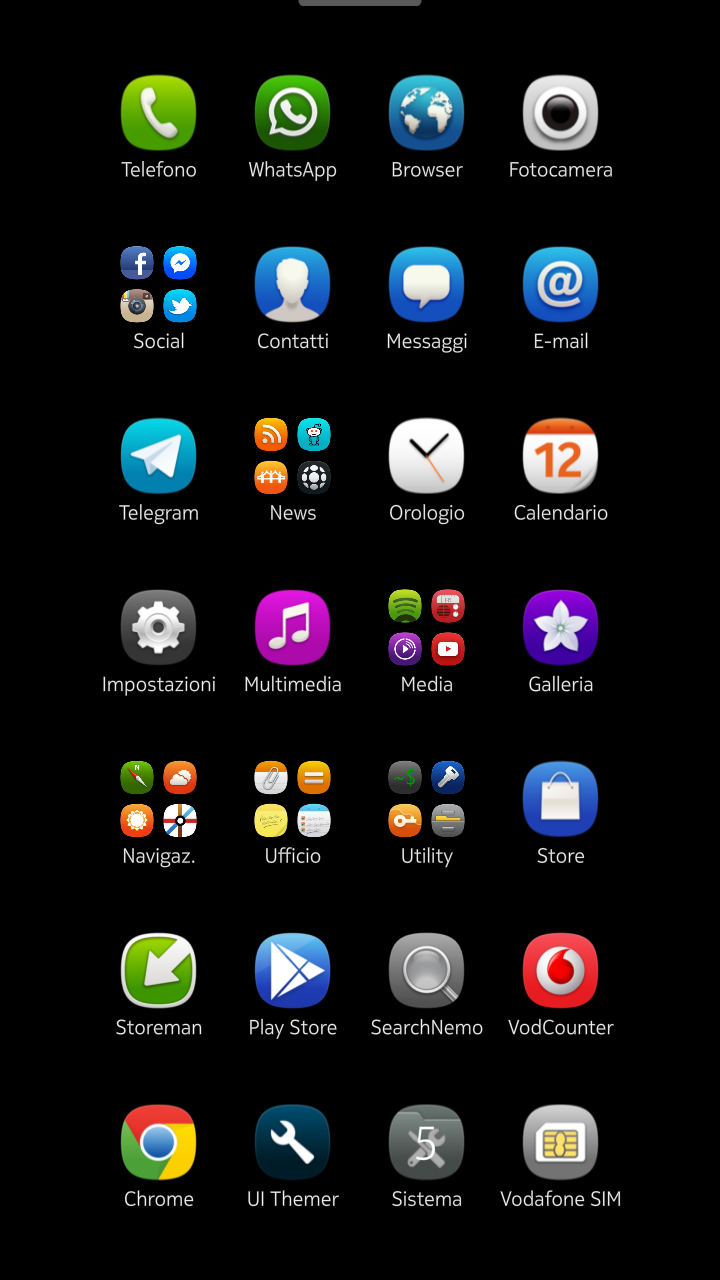 Telefono WhatsApp Browser Fotocamera
Social Contatti Messaggi E-mail
12
Telegram News Orologio Calendario
Impostazioni Multimedia Media Galleria
N
~$
Navigaz. Ufficio Utility Store
Storeman Play Store SearchNemo VodCounter
5
Chrome UI Themer Sistema Vodafone SIM